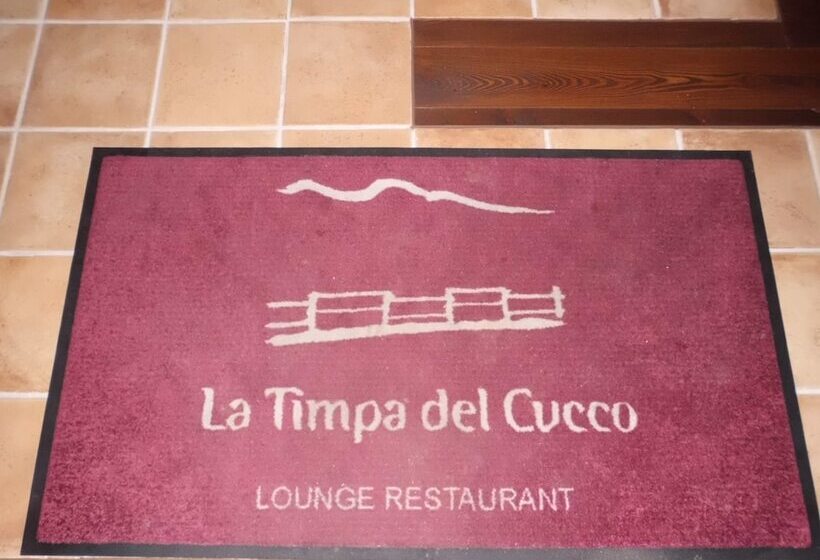 La Timpa del Cucco
LOUNGE RESTAURANT